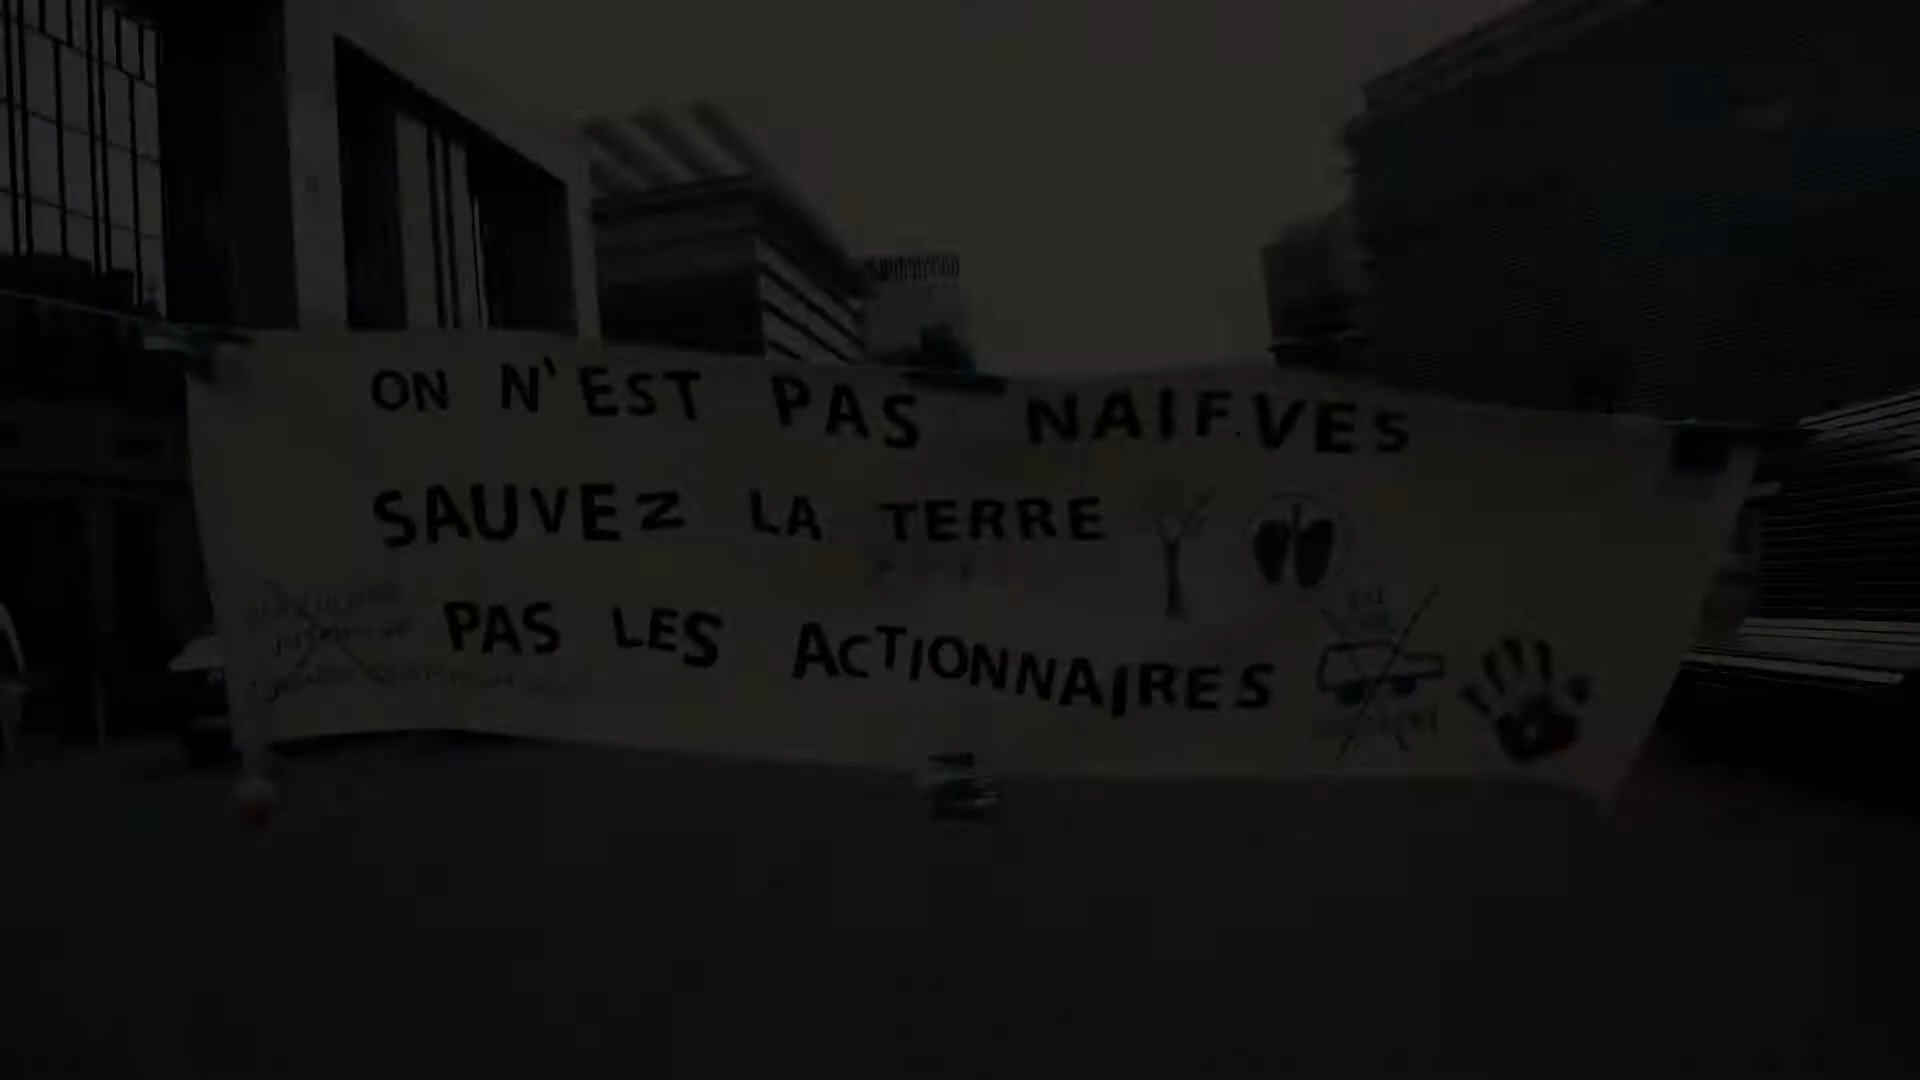 ON N'EST PAS NAIF.VES
SAUVEZ LA TERRE
PAS LES ACTIONNAIRES